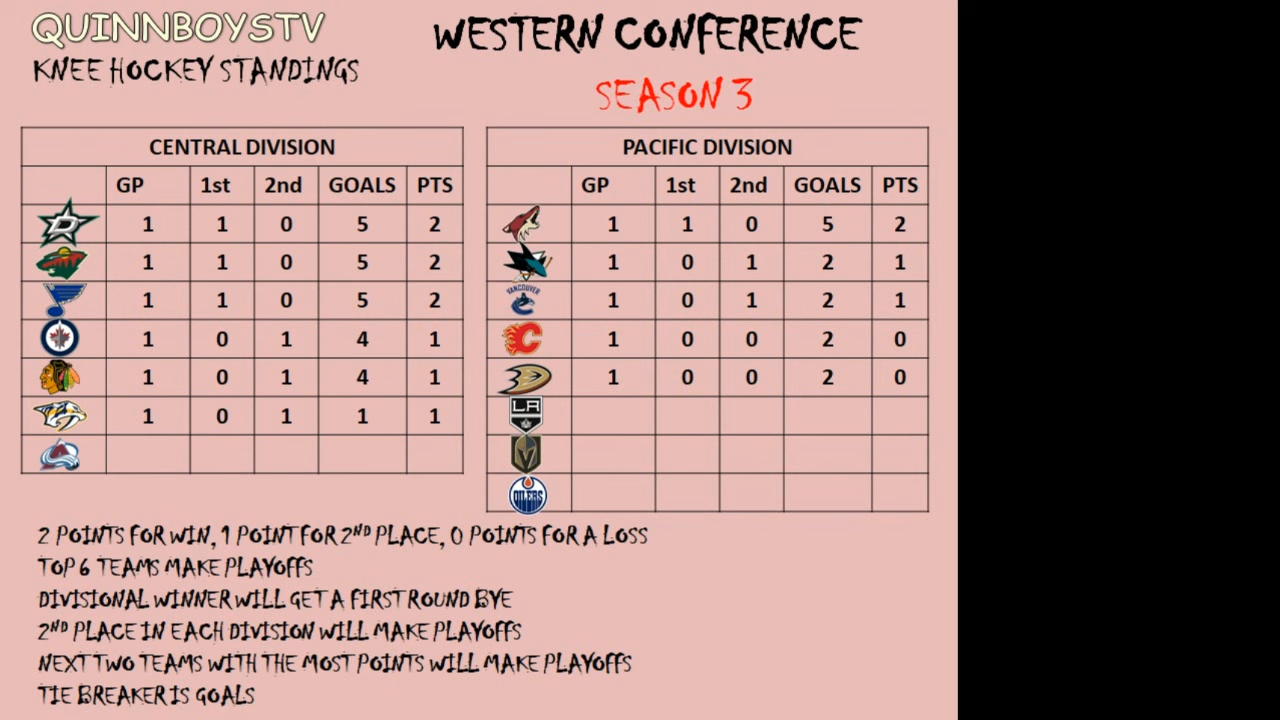 QUINNBOYSTV
KNEE HOCKEY STANDINGS
WESTERN CONFERENCE
SEASON 3
CENTRAL DIVISION
GP 1st 2nd GOALS PTS
1 1 0 5 2
1 1 0 5 2
1 1 0 5 2
1 0 1 4 1
1 0 1 4 1
1 0 1 1 1
PACIFIC DIVISION
GP 1st 2nd GOALS PTS
1 1 0 5 2
1 0 1 2 1
VANCOUVER
1 0 1 2 1
1 0 0 2 0
1 0 0 2 0
LA
OILERS
2 POINTS FOR WIN, 1 POINT FOR 2ND PLACE, 0 POINTS FOR A LOSS
TOP 6 TEAMS MAKE PLAYOFFS
DIVISIONAL WINNER WILL GET A FIRST ROUND BYE
2ND PLACE IN EACH DIVISION WILL MAKE PLAYOFFS
NEXT TWO TEAMS WITH THE MOST POINTS WILL MAKE PLAYOFFS
TIE BREAKER IS GOALS